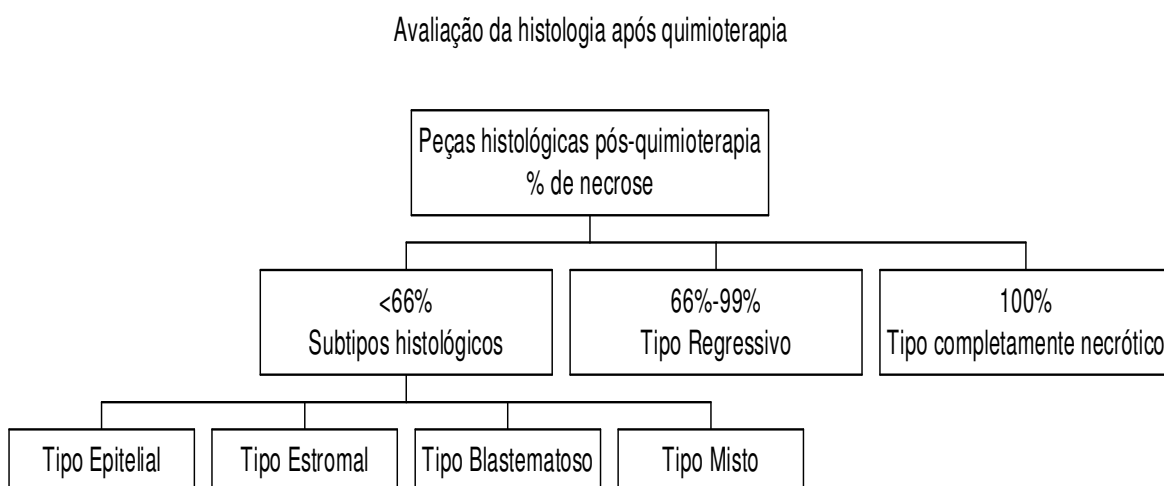 Avaliação da histologia após quimioterapia
Peças histológicas pós-quimioterapia
% de necrose
<66%
Subtipos histológicos
66%-99%
Tipo Regressivo
100%
Tipo completamente necrótico
Tipo Epitelial
Tipo Estromal
Tipo Blastematoso
Tipo Misto